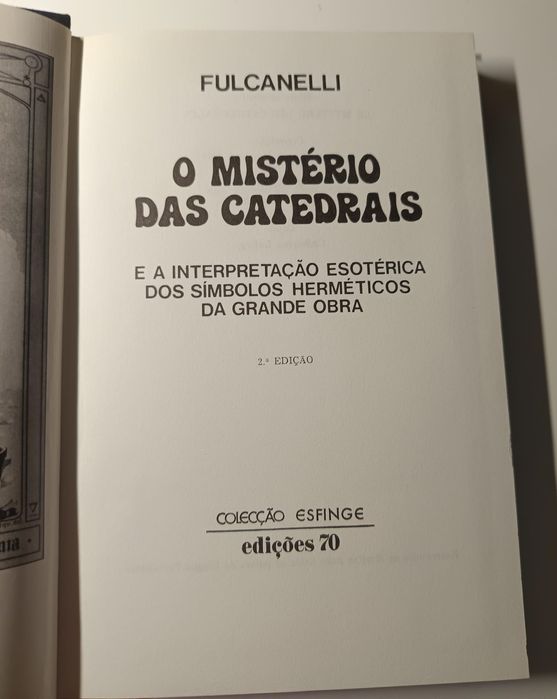 FULCANELLI
O MISTÉRIO
DAS CATEDRAIS
E A INTERPRETAÇÃO ESOTÉRICA
DOS SÍMBOLOS HERMÉTICOS
DA GRANDE OBRA
2.ª EDIÇÃO
COLECÇÃO ESFINGE
edições 70